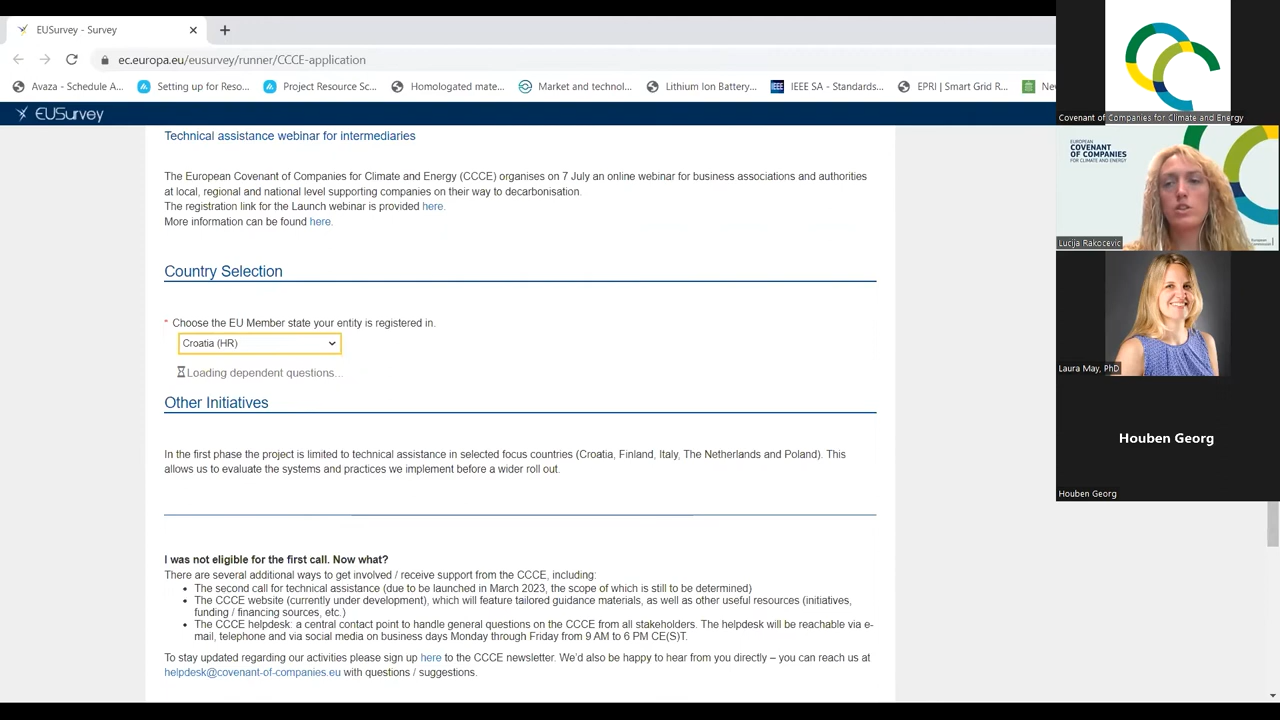 EUSurvey - Survey
ec.europa.eu/eusurvey/runner/CCCE-application
Avaza - Schedule A...
Setting up for Reso...
Project Resource Sc...
Homologated mate...
Market and technol...
Lithium Ion Battery...
IEEE SA - Standards...
EPRI | Smart Grid R...
EUSurvey
Technical assistance webinar for intermediaries
The European Covenant of Companies for Climate and Energy (CCCE) organises on 7 July an online webinar for business associations and authorities
at local, regional and national level supporting companies on their way to decarbonisation.
The registration link for the Launch webinar is provided here.
More information can be found here.
Country Selection
* Choose the EU Member state your entity is registered in.
Croatia (HR)
Loading dependent questions...
Other Initiatives
In the first phase the project is limited to technical assistance in selected focus countries (Croatia, Finland, Italy, The Netherlands and Poland). This
allows us to evaluate the systems and practices we implement before a wider roll out.
I was not eligible for the first call. Now what?
There are several additional ways to get involved / receive support from the CCCE, including:
• The second call for technical assistance (due to be launched in March 2023, the scope of which is still to be determined)
• The CCCE website (currently under development), which will feature tailored guidance materials, as well as other useful resources (initiatives,
funding / financing sources, etc.)
• The CCCE helpdesk: a central contact point to handle general questions on the CCCE from all stakeholders. The helpdesk will be reachable via e-
mail, telephone and via social media on business days Monday through Friday from 9 AM to 6 PM CE(S)T.
To stay updated regarding our activities please sign up here to the CCCE newsletter. We'd also be happy to hear from you directly – you can reach us at
helpdesk@covenant-of-companies.eu with questions / suggestions.
Covenant of Companies for Climate and Energy
EUROPEAN
COVENANT
OF COMPANIES
FOR CLIMATE AND ENERGY
Lucija Rakocevic
Laura May, PhD
Houben Georg
Houben Georg